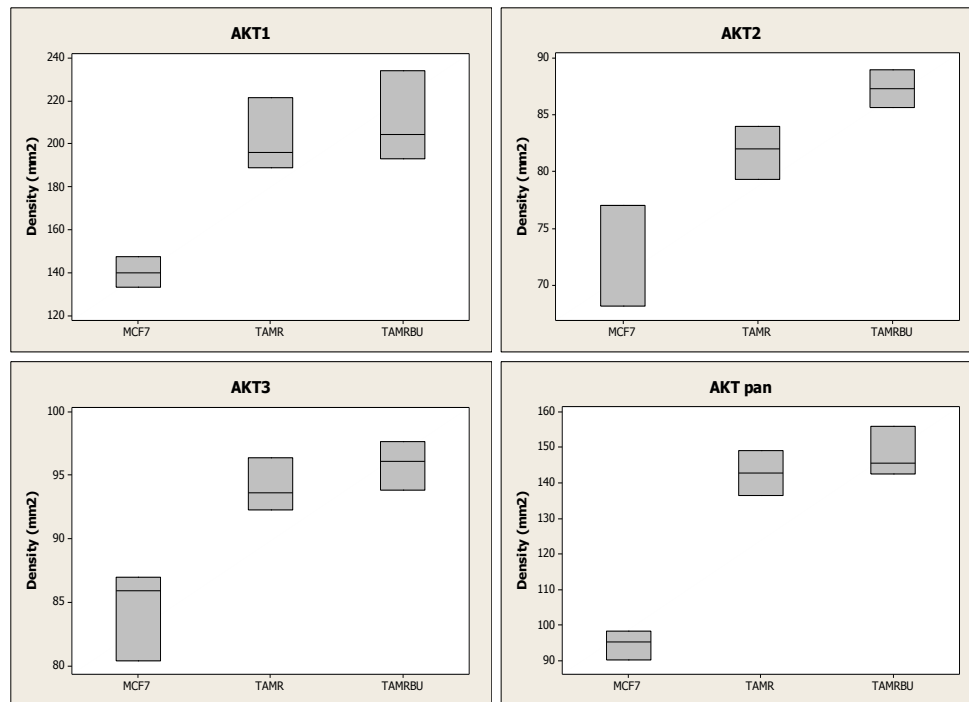 AKT1
Density (mm2)
240
220
200
180
160
140
120
MCF7 TAMR TAMRBU
AKT2
Density (mm2)
90
85
80
75
70
MCF7 TAMR TAMRBU
AKT3
Density (mm2)
100
95
90
85
80
MCF7 TAMR TAMRBU
AKT pan
Density (mm2)
160
150
140
130
120
110
100
90
MCF7 TAMR TAMRBU